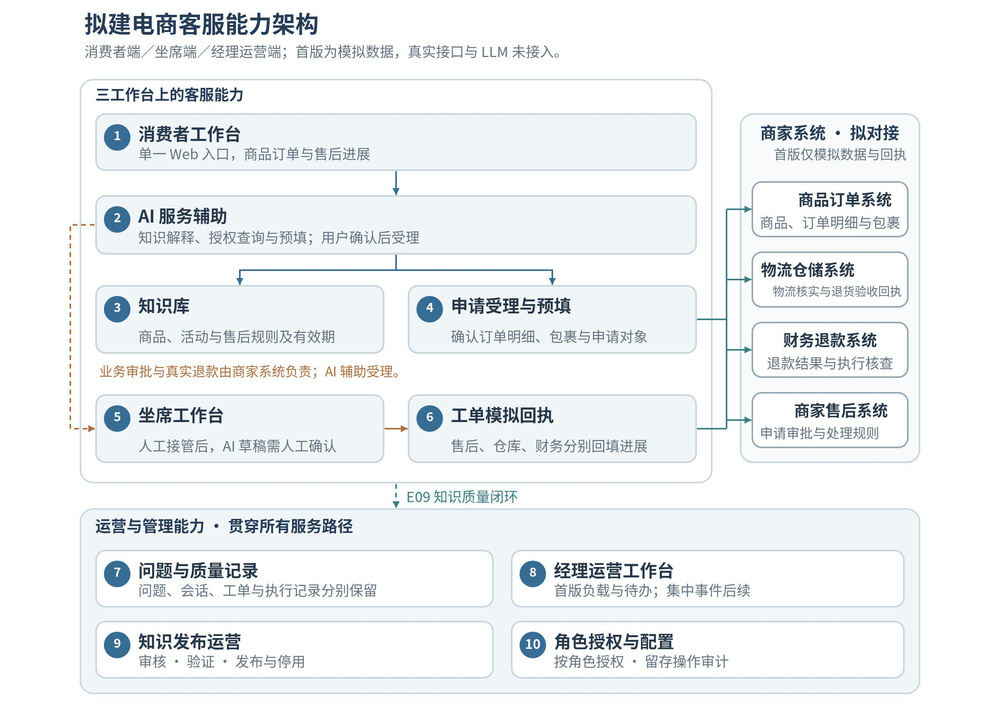 拟建电商客服能力架构
消费者端／坐席端／经理运营端；首版为模拟数据，真实接口与 LLM 未接入。
三工作台上的客服能力
1
消费者工作台
单一 Web 入口，商品订单与售后进展
2
AI 服务辅助
知识解释、授权查询与预填；用户确认后受理
3
知识库
商品、活动与售后规则及有效期
4
申请受理与预填
确认订单明细、包裹与申请对象
业务审批与真实退款由商家系统负责；AI 辅助受理。
5
坐席工作台
人工接管后，AI 草稿需人工确认
6
工单模拟回执
售后、仓库、财务分别回填进展
商家系统 · 拟对接
首版仅模拟数据与回执
商品订单系统
商品、订单明细与包裹
物流仓储系统
物流核实与退货验收回执
财务退款系统
退款结果与执行核查
商家售后系统
申请审批与处理规则
E09 知识质量闭环
运营与管理能力 · 贯穿所有服务路径
7
问题与质量记录
问题、会话、工单与执行记录分别保留
8
经理运营工作台
首版负载与待办；集中事件后续
9
知识发布运营
审核 · 验证 · 发布与停用
10
角色授权与配置
按角色授权 · 留存操作审计